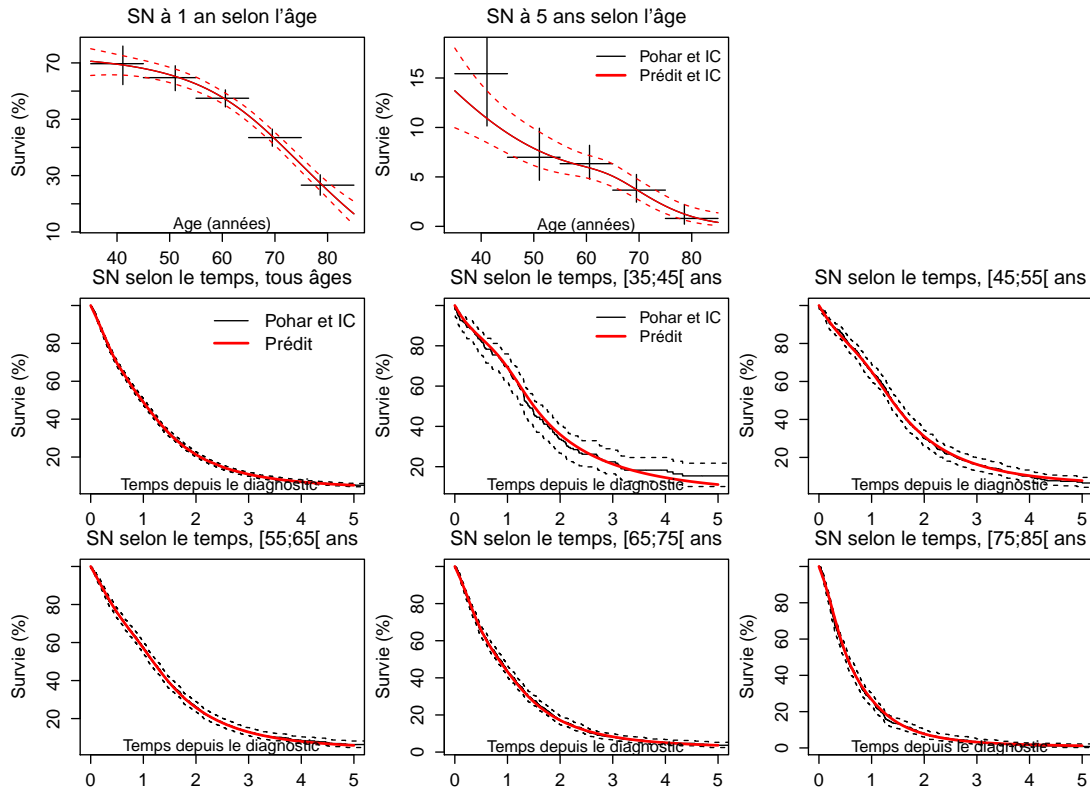 SN à 1 an selon l'âge
SN à 5 ans selon l'âge
Survie (%)
70
50
30
10
Age (années)
40 50 60 70 80
Survie (%)
15
10
5
0
Pohar et IC
Prédit et IC
Age (années)
40 50 60 70 80
SN selon le temps, tous âges
SN selon le temps, [35;45[ ans
SN selon le temps, [45;55[ ans
Survie (%)
80
60
40
20
Pohar et IC
Prédit
Temps depuis le diagnostic
0 1 2 3 4 5
Survie (%)
80
60
40
20
Pohar et IC
Prédit
Temps depuis le diagnostic
0 1 2 3 4 5
Survie (%)
80
60
40
20
Temps depuis le diagnostic
0 1 2 3 4 5
SN selon le temps, [55;65[ ans
SN selon le temps, [65;75[ ans
SN selon le temps, [75;85[ ans
Survie (%)
80
60
40
20
Temps depuis le diagnostic
0 1 2 3 4 5
Survie (%)
80
60
40
20
0
Temps depuis le diagnostic
0 1 2 3 4 5
Survie (%)
80
60
40
20
0
Temps depuis le diagnostic
0 1 2 3 4 5